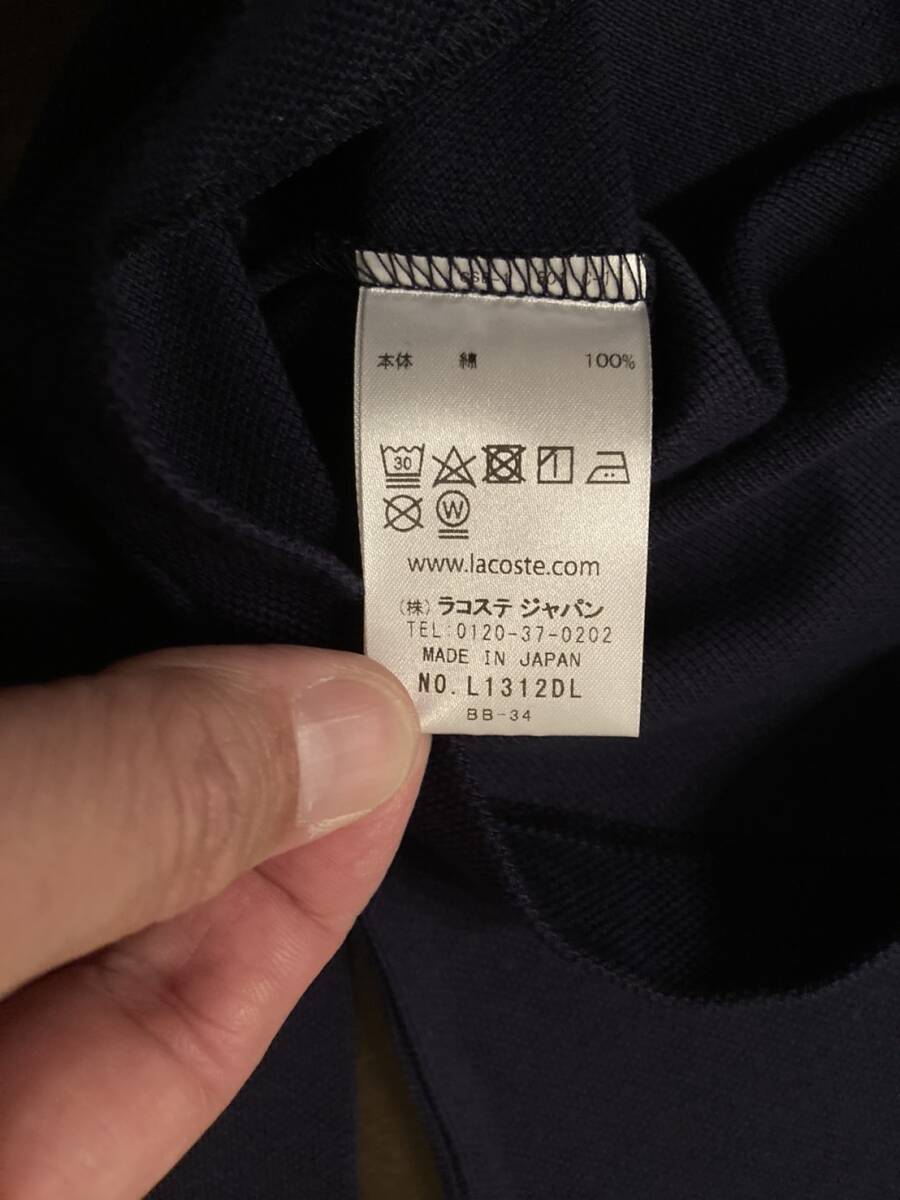 本体 綿 100%
30
W
www.lacoste.com
(株) ラコステ ジャパン
TEL:0120-37-0202
MADE IN JAPAN
NO. L1312DL
BB-34